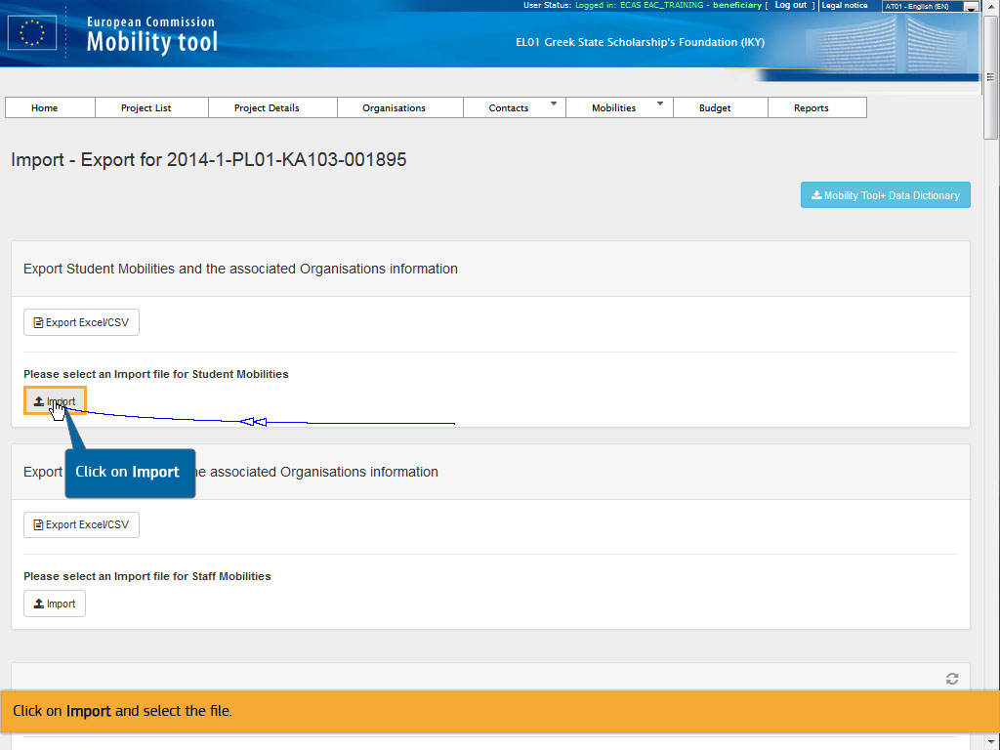 User Status: Logged in: ECAS EAC_TRAINING - beneficiary [ Log out ] Legal notice AT01 - English (EN)
European Commission
Mobility tool
EL01 Greek State Scholarship's Foundation (IKY)
Home Project List Project Details Organisations Contacts Mobilities Budget Reports
Import - Export for 2014-1-PL01-KA103-001895
Mobility Tool+ Data Dictionary
Export Student Mobilities and the associated Organisations information
Export Excel/CSV
Please select an Import file for Student Mobilities
Import
Click on Import
Export associated Organisations information
Export Excel/CSV
Please select an Import file for Staff Mobilities
Import
Click on Import and select the file.